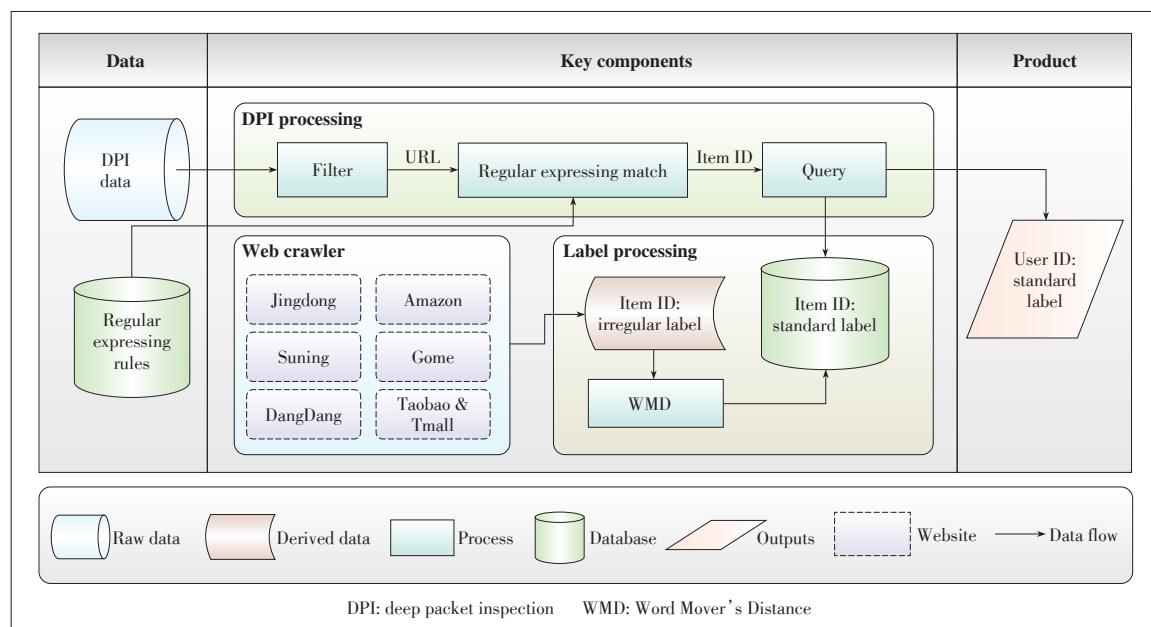 Data
Key components
Product
DPI processing
DPI
data
Filter
URL
Regular expressing match
Item ID
Query
Regular
expressing
rules
Web crawler
Jingdong
Amazon
Suning
Gome
DangDang
Taobao &
Tmall
Label processing
Item ID:
irregular label
WMD
Item ID:
standard label
User ID:
standard
label
Raw data
Derived data
Process
Database
Outputs
Website
Data flow
DPI: deep packet inspection WMD: Word Mover’s Distance